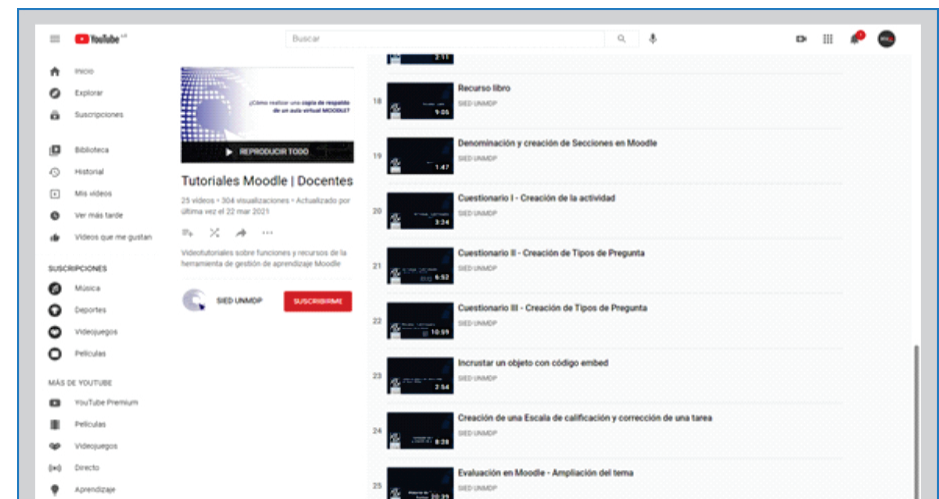 YouTube
Buscar
Inicio
Explorar
Suscripciones
Biblioteca
Historial
Mis vídeos
Ver más tarde
Vídeos que me gustan
SUSCRIPCIONES
Música
Deportes
Videojuegos
Películas
MÁS DE YOUTUBE
YouTube Premium
Películas
Videojuegos
Directo
Aprendizaje
¿Cómo realizar una copia de respaldo
de un aula virtual MOODLE?
REPRODUCIR TODO
Tutoriales Moodle | Docentes
25 vídeos • 304 visualizaciones • Actualizado por
última vez el 22 mar 2021
Videotutoriales sobre funciones y recursos de la
herramienta de gestión de aprendizaje Moodle
SIED UNMDP
SUSCRIBIRME
2:11
18
9:05
Recurso libro
SIED UNMDP
19
1:47
Denominación y creación de Secciones en Moodle
SIED UNMDP
20
3:24
Cuestionario I - Creación de la actividad
SIED UNMDP
21
6:52
Cuestionario II - Creación de Tipos de Pregunta
SIED UNMDP
22
10:59
Cuestionario III - Creación de Tipos de Pregunta
SIED UNMDP
23
2:54
Incrustar un objeto con código embed
SIED UNMDP
24
8:28
Creación de una Escala de calificación y corrección de una tarea
SIED UNMDP
25
20:39
Evaluación en Moodle - Ampliación del tema
SIED UNMDP